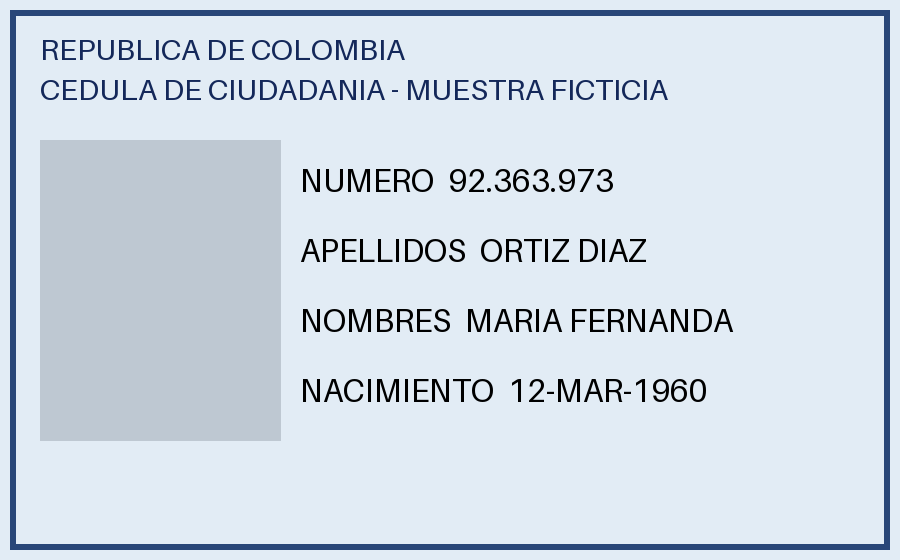 REPUBLICA DE COLOMBIA
CEDULA DE CIUDADANIA - MUESTRA FICTICIA
NUMERO 92.363.973
APELLIDOS ORTIZ DIAZ
NOMBRES MARIA FERNANDA
NACIMIENTO 12-MAR-1960